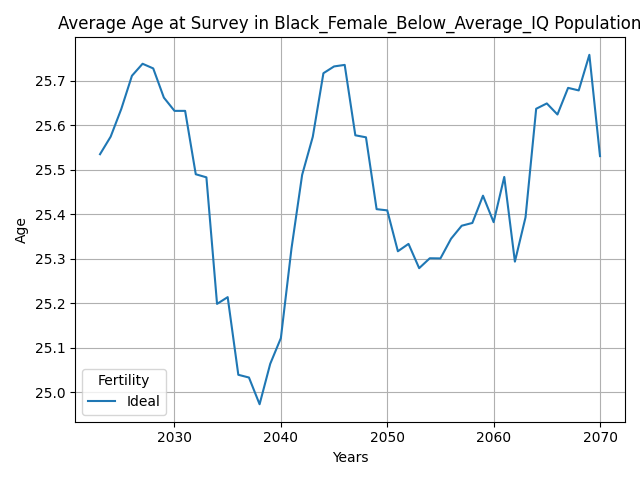 Average Age at Survey in Black_Female_Below_Average_IQ Population
Age
25.7
25.6
25.5
25.4
25.3
25.2
25.1
25.0
Fertility
Ideal
2030 2040 2050 2060 2070
Years